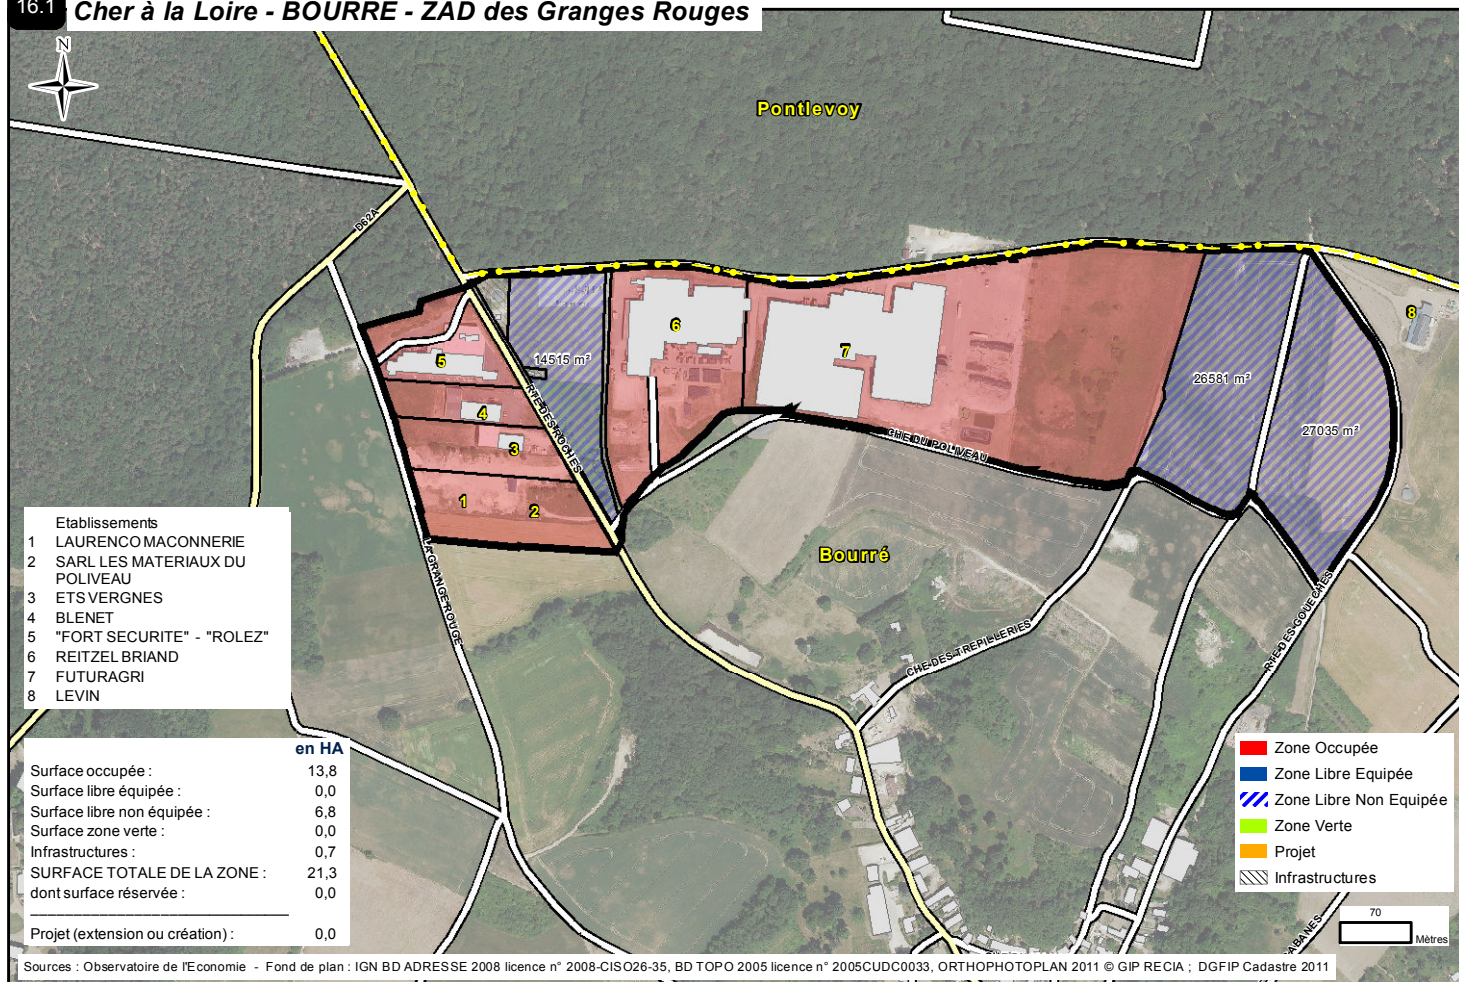 16.1 Cher à la Loire - BOURRE - ZAD des Granges Rouges
N
Pontlevoy
D62A
8
6
7
5
14515 m²
26581 m²
4
27035 m²
RTE DES ROCHES
3
CHE DU POLIVEAU
1
2
Bourré
LA GRANGE ROUGE
CHE DES TREPILLERIES
RTE DES GOUECHES
Etablissements
1 LAURENCO MACONNERIE
2 SARL LES MATERIAUX DU
POLIVEAU
3 ETS VERGNES
4 BLENET
5 "FORT SECURITE" - "ROLEZ"
6 REITZEL BRIAND
7 FUTURAGRI
8 LEVIN
en HA
Surface occupée : 13,8
Surface libre équipée : 0,0
Surface libre non équipée : 6,8
Surface zone verte : 0,0
Infrastructures : 0,7
SURFACE TOTALE DE LA ZONE : 21,3
dont surface réservée : 0,0
Projet (extension ou création) : 0,0
Zone Occupée
Zone Libre Equipée
Zone Libre Non Equipée
Zone Verte
Projet
Infrastructures
70
Mètres
Sources : Observatoire de l'Economie - Fond de plan : IGN BD ADRESSE 2008 licence n° 2008-CISO26-35, BD TOPO 2005 licence n° 2005CUDC0033, ORTHOPHOTOPLAN 2011 © GIP RECIA ; DGFIP Cadastre 2011